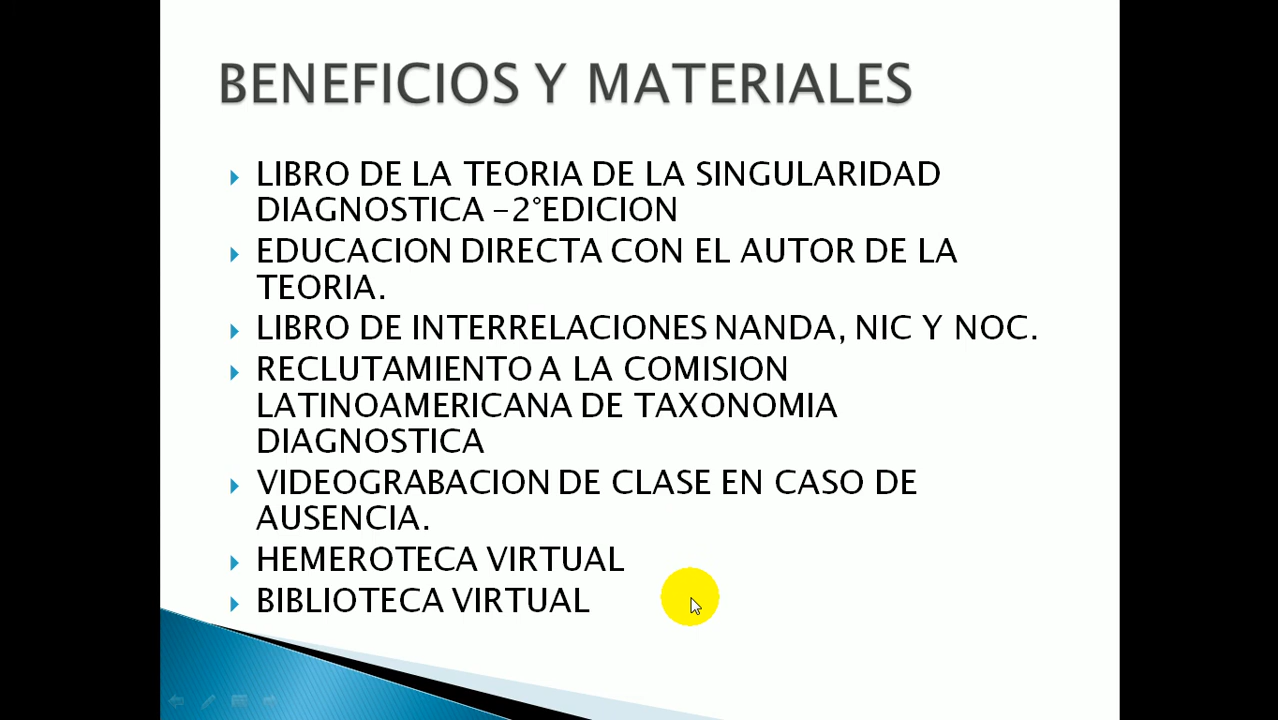 BENEFICIOS Y MATERIALES
LIBRO DE LA TEORIA DE LA SINGULARIDAD
DIAGNOSTICA -2°EDICION
EDUCACION DIRECTA CON EL AUTOR DE LA
TEORIA.
LIBRO DE INTERRELACIONES NANDA, NIC Y NOC.
RECLUTAMIENTO A LA COMISION
LATINOAMERICANA DE TAXONOMIA
DIAGNOSTICA
VIDEOGRABACION DE CLASE EN CASO DE
AUSENCIA.
HEMEROTECA VIRTUAL
BIBLIOTECA VIRTUAL